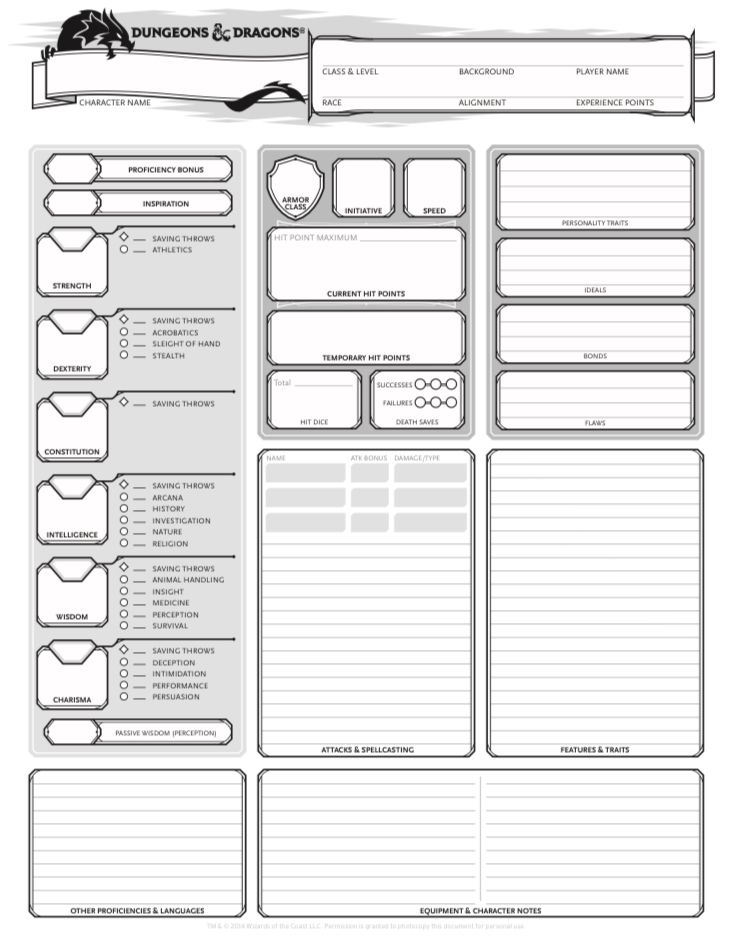 DUNGEONS & DRAGONS®
CHARACTER NAME
CLASS & LEVEL BACKGROUND PLAYER NAME
RACE ALIGNMENT EXPERIENCE POINTS
PROFICIENCY BONUS
INSPIRATION
STRENGTH
SAVING THROWS
ATHLETICS
DEXTERITY
SAVING THROWS
ACROBATICS
SLEIGHT OF HAND
STEALTH
CONSTITUTION
SAVING THROWS
INTELLIGENCE
SAVING THROWS
ARCANA
HISTORY
INVESTIGATION
NATURE
RELIGION
WISDOM
SAVING THROWS
ANIMAL HANDLING
INSIGHT
MEDICINE
PERCEPTION
SURVIVAL
CHARISMA
SAVING THROWS
DECEPTION
INTIMIDATION
PERFORMANCE
PERSUASION
PASSIVE WISDOM (PERCEPTION)
ARMOR
CLASS
INITIATIVE
SPEED
HIT POINT MAXIMUM
CURRENT HIT POINTS
TEMPORARY HIT POINTS
Total
HIT DICE
SUCCESSES
FAILURES
DEATH SAVES
NAME ATK BONUS DAMAGE/TYPE
ATTACKS & SPELLCASTING
PERSONALITY TRAITS
IDEALS
BONDS
FLAWS
FEATURES & TRAITS
OTHER PROFICIENCIES & LANGUAGES
EQUIPMENT & CHARACTER NOTES
TM & © 2014 Wizards of the Coast LLC. Permission is granted to photocopy this document for personal use.